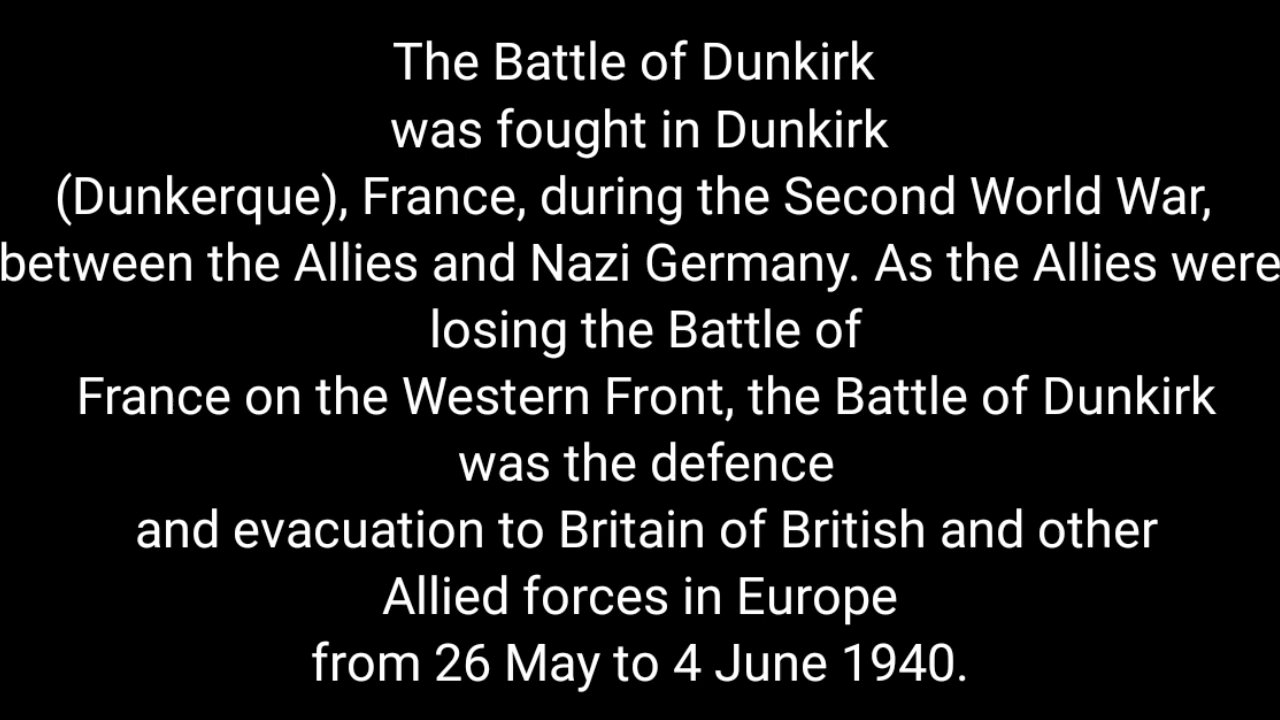 The Battle of Dunkirk
was fought in Dunkirk
(Dunkerque), France, during the Second World War,
between the Allies and Nazi Germany. As the Allies were
losing the Battle of
France on the Western Front, the Battle of Dunkirk
was the defence
and evacuation to Britain of British and other
Allied forces in Europe
from 26 May to 4 June 1940.